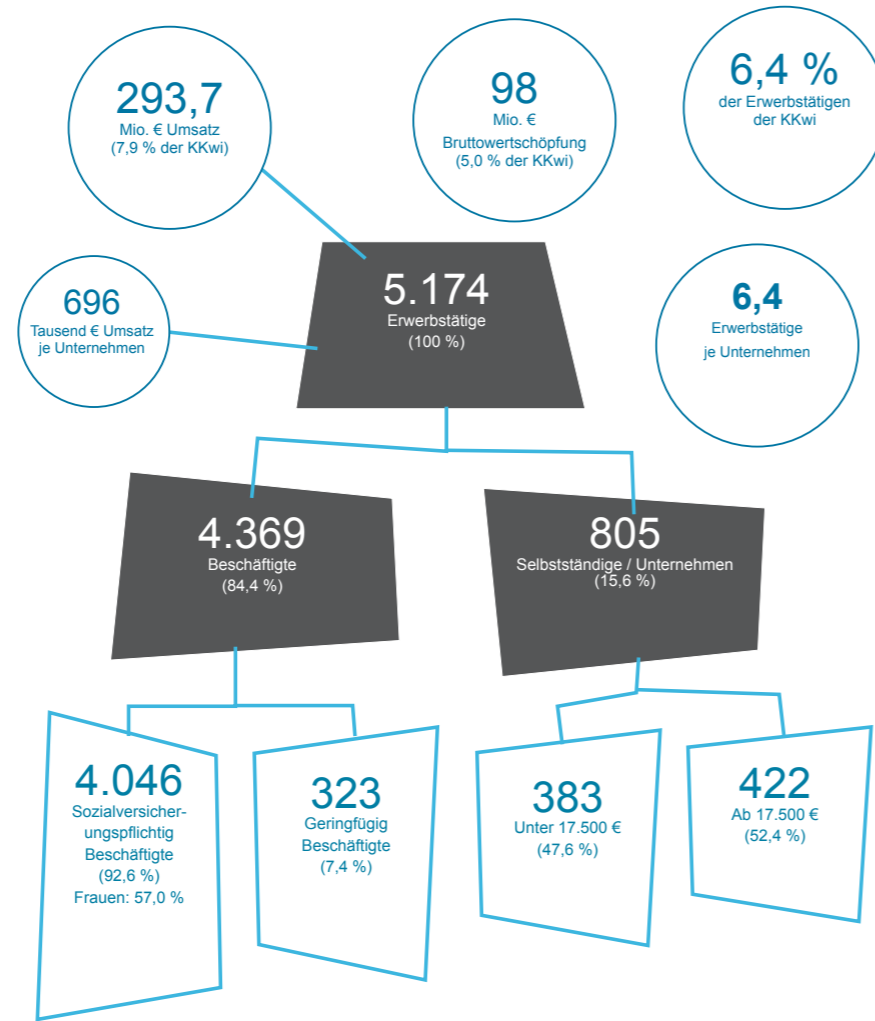 293,7
Mio. € Umsatz
(7,9 % der KKwi)
98
Mio. €
Bruttowertschöpfung
(5,0 % der KKwi)
6,4 %
der Erwerbstätigen
der KKwi
696
Tausend € Umsatz
je Unternehmen
5.174
Erwerbstätige
(100 %)
6,4
Erwerbstätige
je Unternehmen
4.369
Beschäftigte
(84,4 %)
805
Selbstständige / Unternehmen
(15,6 %)
4.046
Sozialversicher-
ungspflichtig
Beschäftigte
(92,6 %)
Frauen: 57,0 %
323
Geringfügig
Beschäftigte
(7,4 %)
383
Unter 17.500 €
(47,6 %)
422
Ab 17.500 €
(52,4 %)